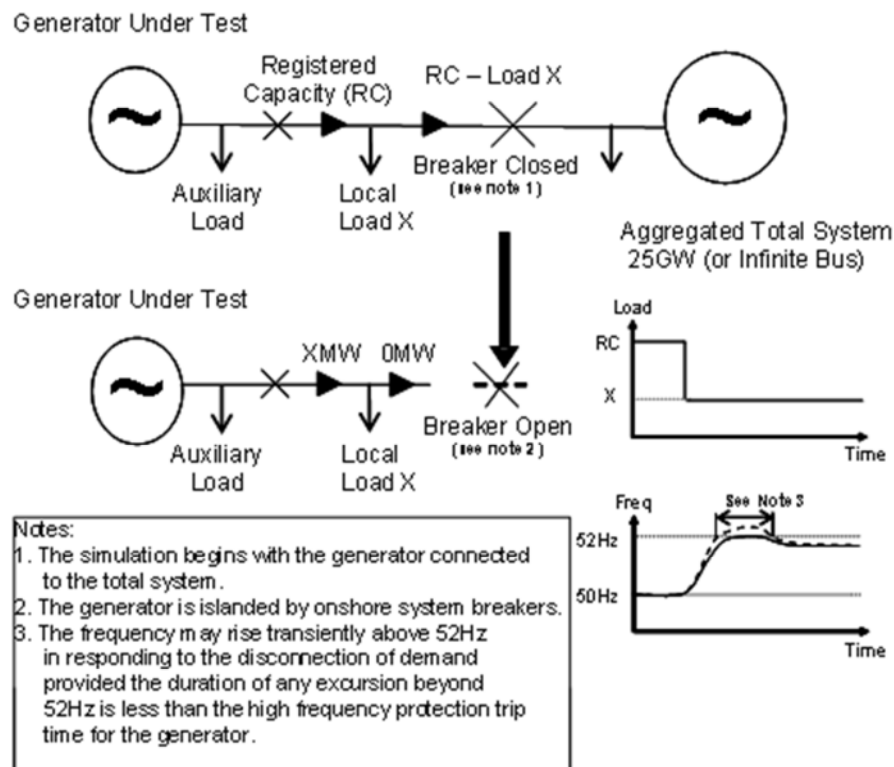 Generator Under Test
Registered
Capacity (RC)
RC – Load X
Auxiliary
Load
Local
Load X
Breaker Closed
(see note 1)
Aggregated Total System
25GW (or Infinite Bus)
Generator Under Test
XMW 0MW
Auxiliary
Load
Local
Load X
Breaker Open
(see note 2)
Load
RC
X
Time
Freq
See Note 3
52Hz
50Hz
Time
Notes:
1. The simulation begins with the generator connected
to the total system.
2. The generator is islanded by onshore system breakers.
3. The frequency may rise transiently above 52Hz
in responding to the disconnection of demand
provided the duration of any excursion beyond
52Hz is less than the high frequency protection trip
time for the generator.